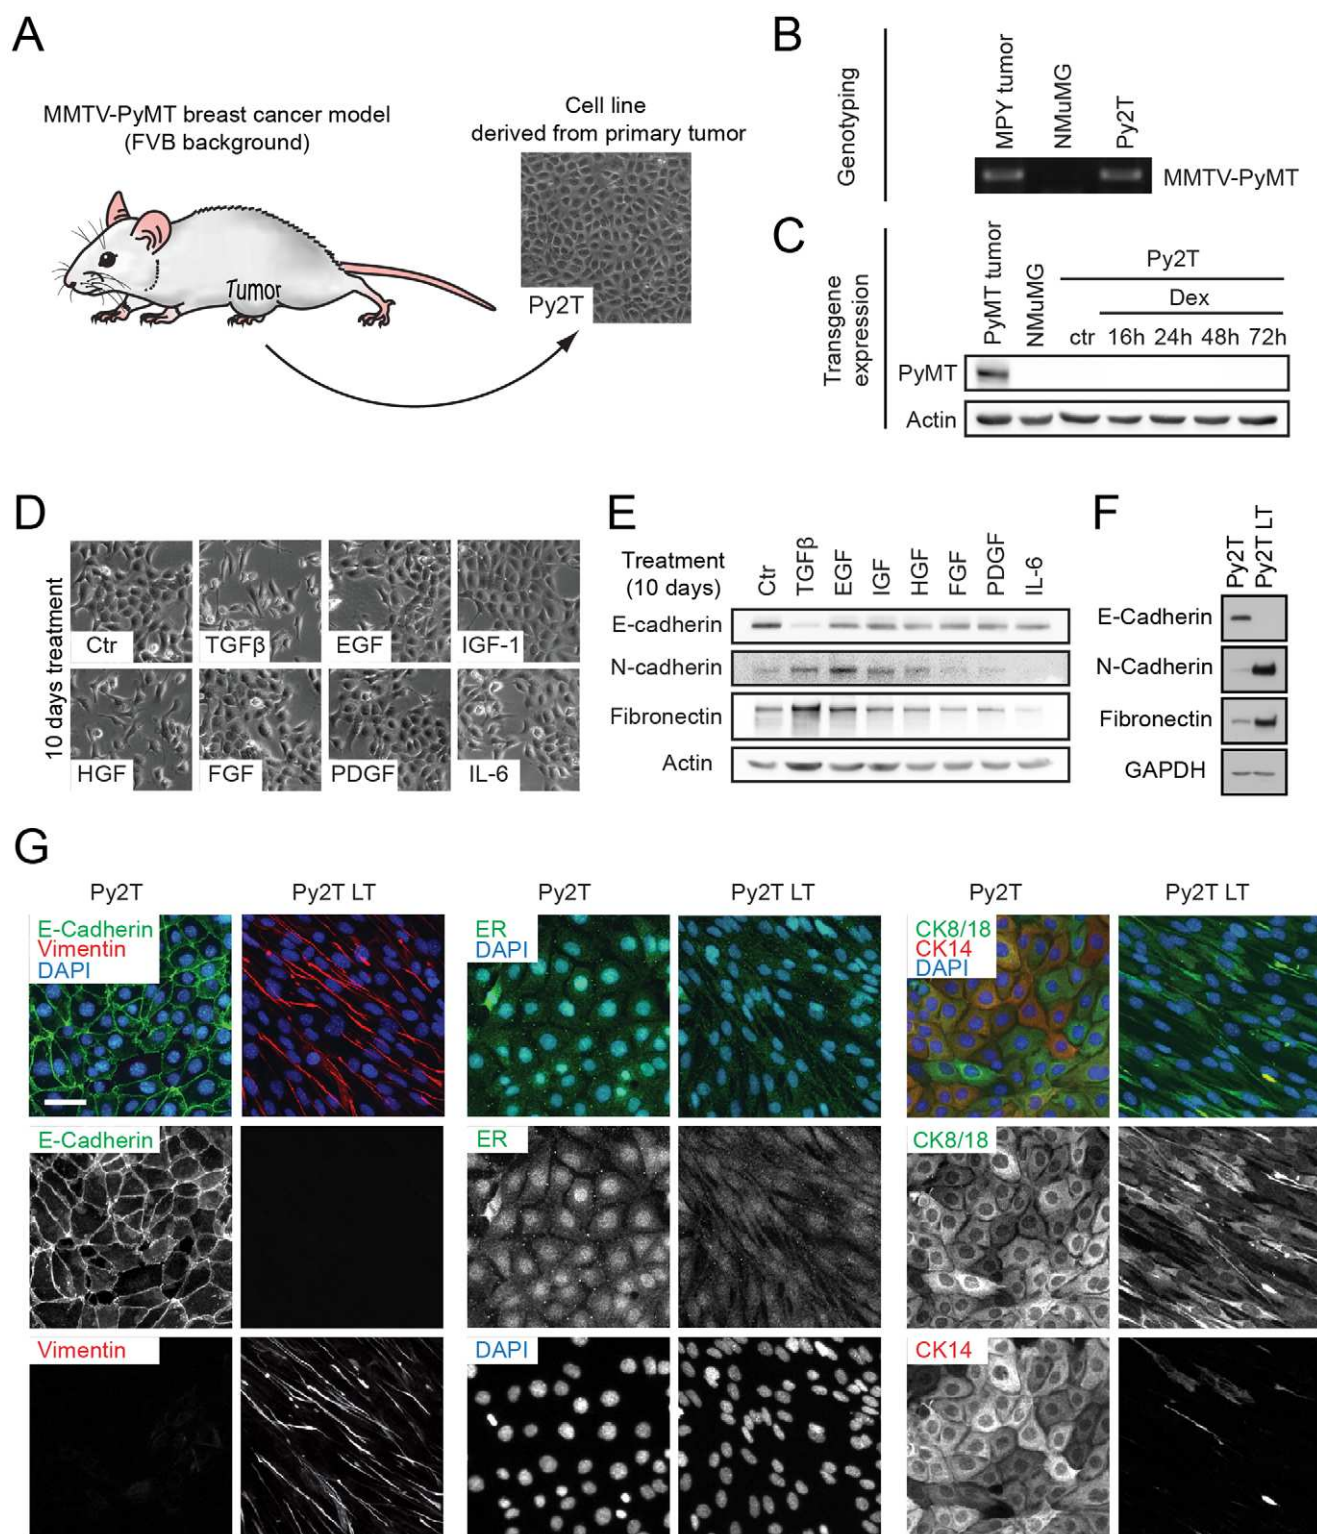 A
MMTV-PyMT breast cancer model
(FVB background)
Tumor
Cell line
derived from primary tumor
Py2T
B
Genotyping
MPY tumor
NMuMG
Py2T
MMTV-PyMT
C
Transgene
expression
PyMT tumor
NMuMG
Py2T
Dex
ctr 16h 24h 48h 72h
PyMT
Actin
D
10 days treatment
Ctr TGFβ EGF IGF-1
HGF FGF PDGF IL-6
E
Treatment
(10 days)
Ctr TGFβ EGF IGF HGF FGF PDGF IL-6
E-cadherin
N-cadherin
Fibronectin
Actin
F
Py2T
Py2T LT
E-Cadherin
N-Cadherin
Fibronectin
GAPDH
G
Py2T Py2T LT Py2T Py2T LT Py2T Py2T LT
E-Cadherin
Vimentin
DAPI
ER
DAPI
CK8/18
CK14
DAPI
E-Cadherin ER CK8/18
Vimentin DAPI CK14